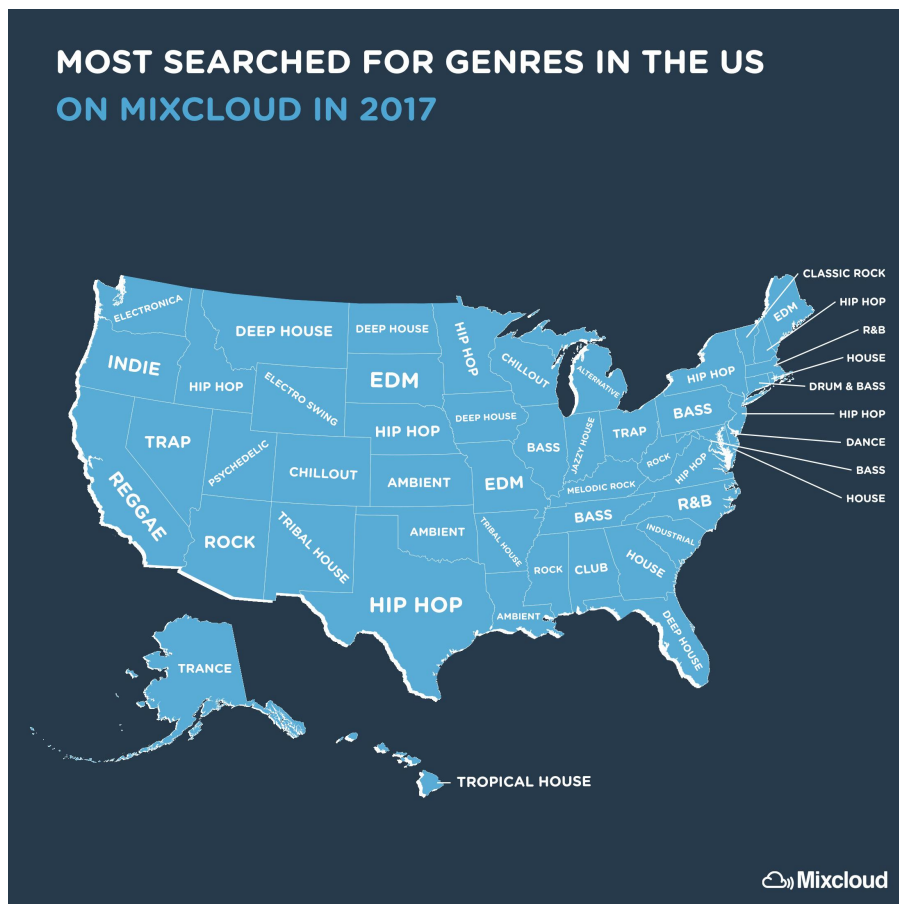 MOST SEARCHED FOR GENRES IN THE US
ON MIXCLOUD IN 2017
CLASSIC ROCK
HIP HOP
R&B
HOUSE
DRUM & BASS
HIP HOP
DANCE
BASS
HOUSE
ELECTRONICA
DEEP HOUSE
DEEP HOUSE
HIP HOP
EDM
INDIE
HIP HOP
ELECTRO SWING
EDM
CHILLOUT
ALTERNATIVE
HIP HOP
TRAP
PSYCHEDELIC
CHILLOUT
HIP HOP
DEEP HOUSE
BASS
JAZZY HOUSE
TRAP
BASS
REGGAE
AMBIENT
EDM
MELODIC ROCK
ROCK
HIP HOP
R&B
ROCK
TRIBAL HOUSE
AMBIENT
TRIBAL HOUSE
BASS
INDUSTRIAL
HIP HOP
AMBIENT
ROCK
CLUB
HOUSE
DEEP HOUSE
TRANCE
TROPICAL HOUSE
Mixcloud